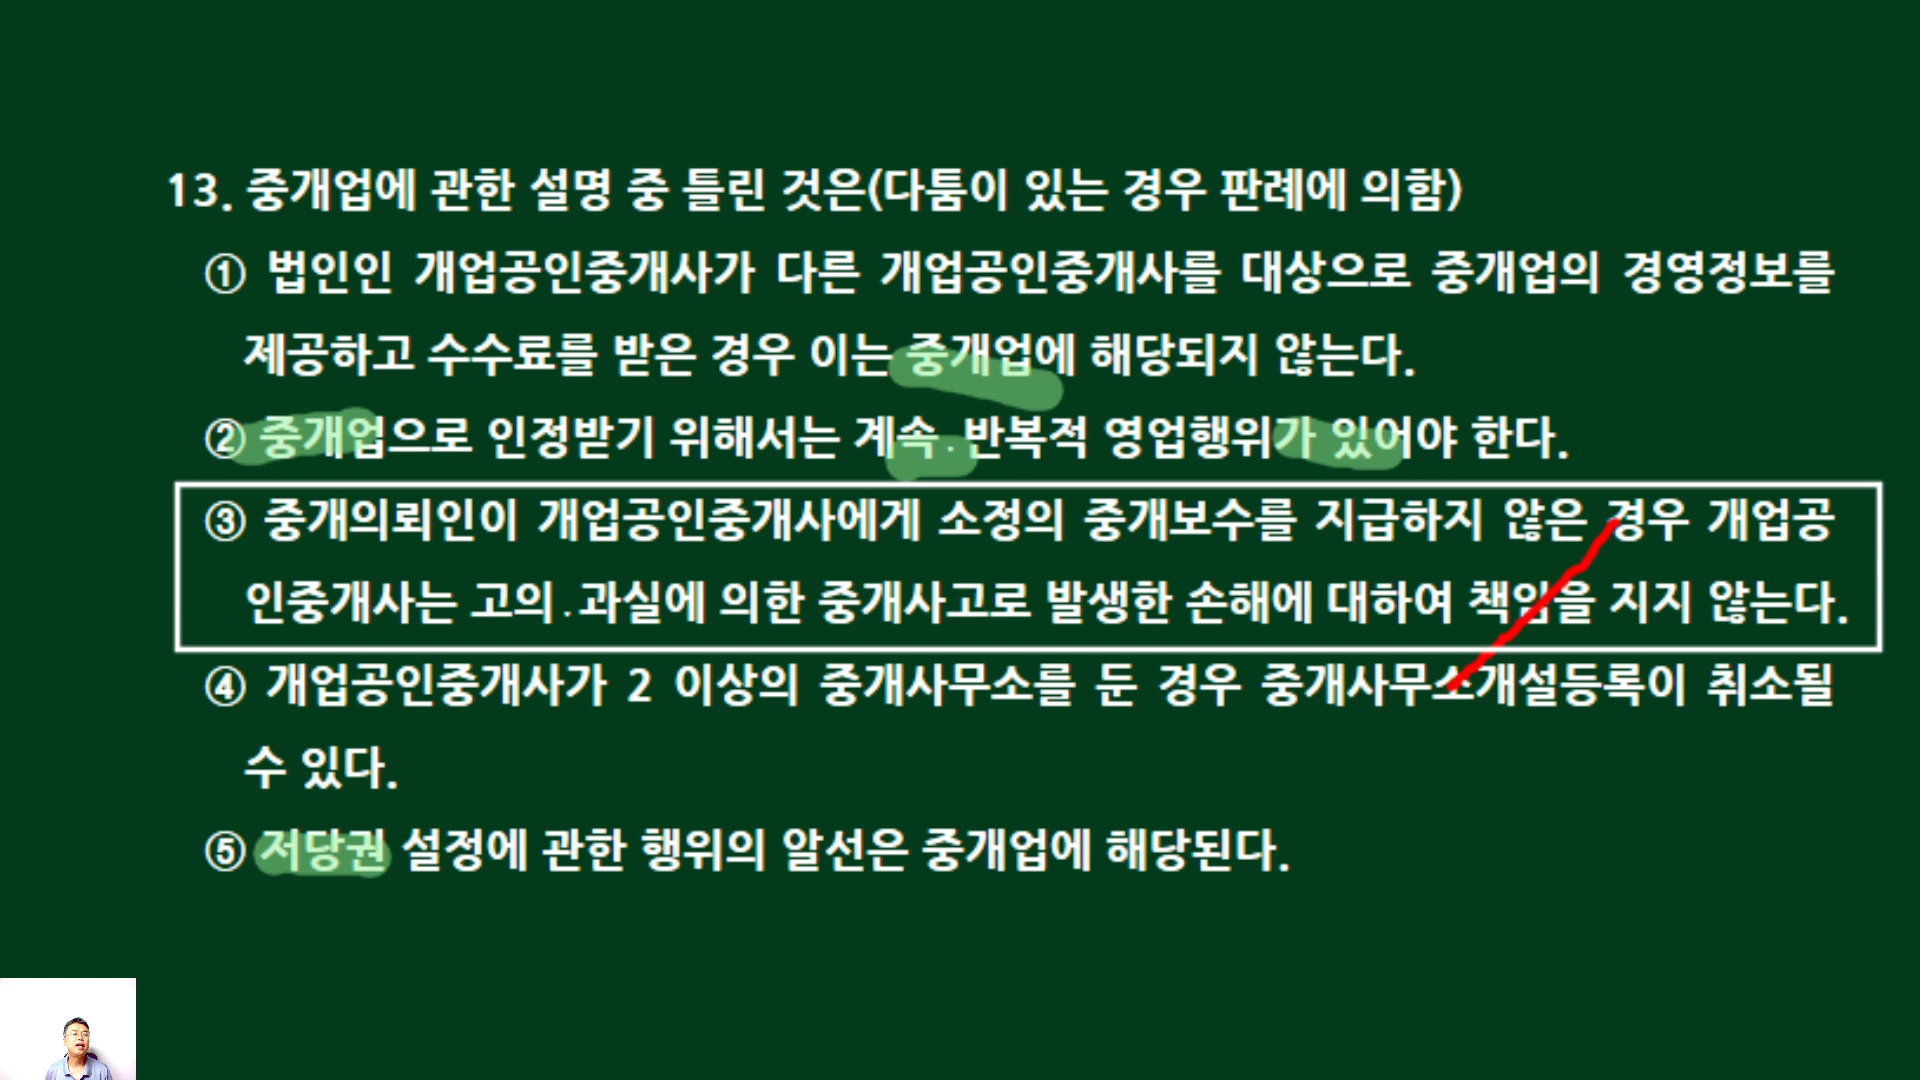 13. 중개업에 관한 설명 중 틀린 것은(다툼이 있는 경우 판례에 의함)
① 법인인 개업공인중개사가 다른 개업공인중개사를 대상으로 중개업의 경영정보를
제공하고 수수료를 받은 경우 이는 중개업에 해당되지 않는다.
② 중개업으로 인정받기 위해서는 계속·반복적 영업행위가 있어야 한다.
③ 중개의뢰인이 개업공인중개사에게 소정의 중개보수를 지급하지 않은 경우 개업공
인중개사는 고의·과실에 의한 중개사고로 발생한 손해에 대하여 책임을 지지 않는다.
④ 개업공인중개사가 2 이상의 중개사무소를 둔 경우 중개사무소개설등록이 취소될
수 있다.
⑤ 저당권 설정에 관한 행위의 알선은 중개업에 해당된다.